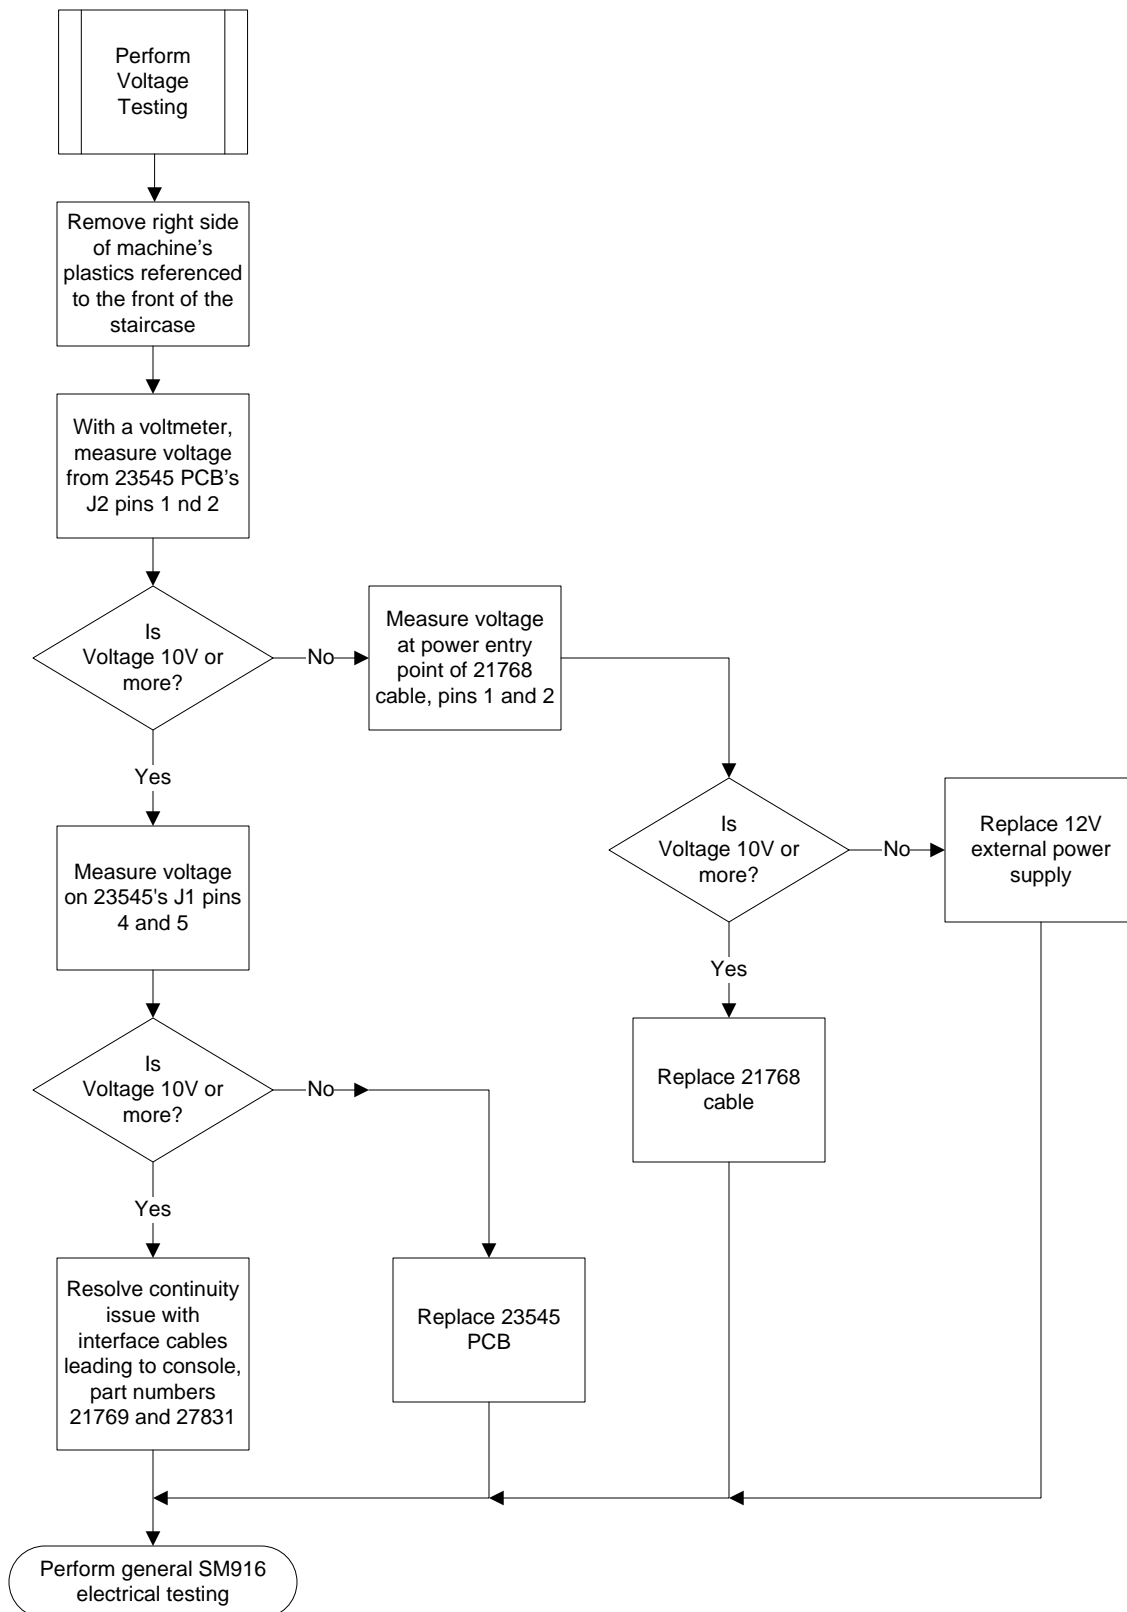 Perform
Voltage
Testing
Remove right side
of machine's
plastics referenced
to the front of the
staircase
With a voltmeter,
measure voltage
from 23545 PCB's
J2 pins 1 nd 2
Is
Voltage 10V or
more?
No
Measure voltage
at power entry
point of 21768
cable, pins 1 and 2
Yes
Is
Voltage 10V or
more?
No
Replace 12V
external power
supply
Measure voltage
on 23545's J1 pins
4 and 5
Yes
Replace 21768
cable
Is
Voltage 10V or
more?
No
Yes
Resolve continuity
issue with
interface cables
leading to console,
part numbers
21769 and 27831
Replace 23545
PCB
Perform general SM916
electrical testing